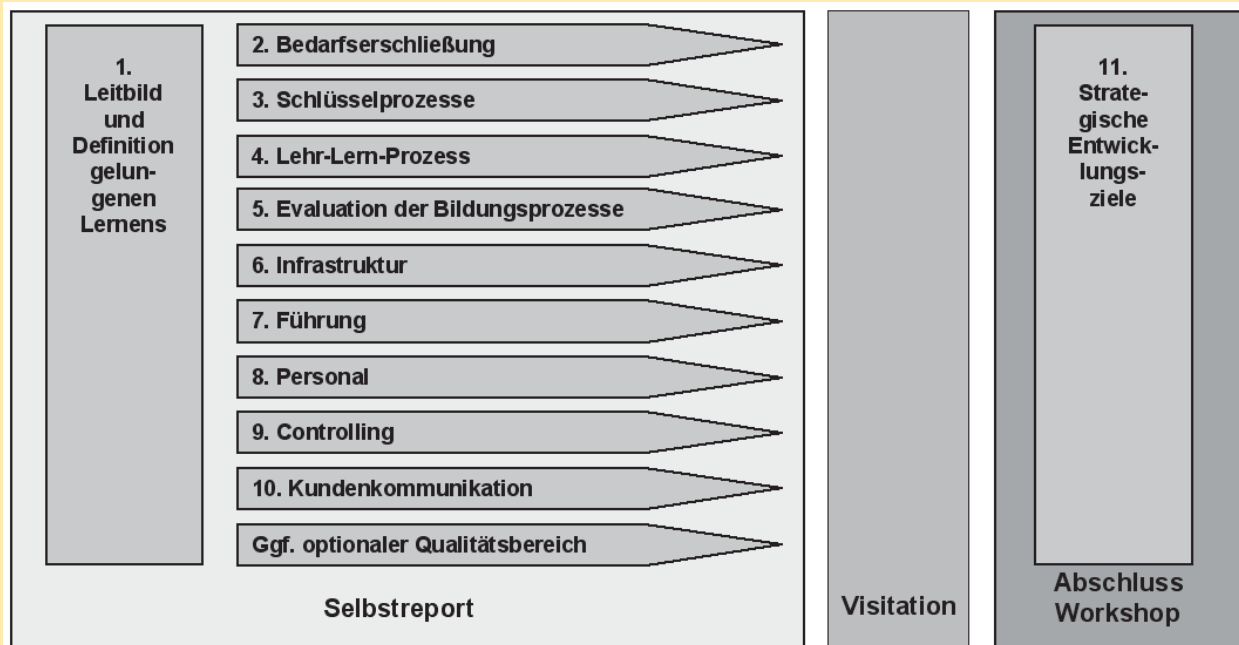 1.
Leitbild
und
Definition
gelun-
genen
Lernens
2. Bedarfserschließung
3. Schlüsselprozesse
4. Lehr-Lern-Prozess
5. Evaluation der Bildungsprozesse
6. Infrastruktur
7. Führung
8. Personal
9. Controlling
10. Kundenkommunikation
Ggf. optionaler Qualitätsbereich
Selbstreport
Visitation
11.
Strate-
gische
Entwick-
lungs-
ziele
Abschluss
Workshop